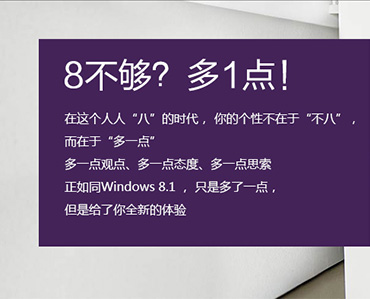 8不够？多1点！
在这个人人“八”的时代，你的个性不在于“不八”，
而在于“多一点“
多一点观点、多一点态度、多一点思索
正如同Windows 8.1 ，只是多了一点，
但是给了你全新的体验